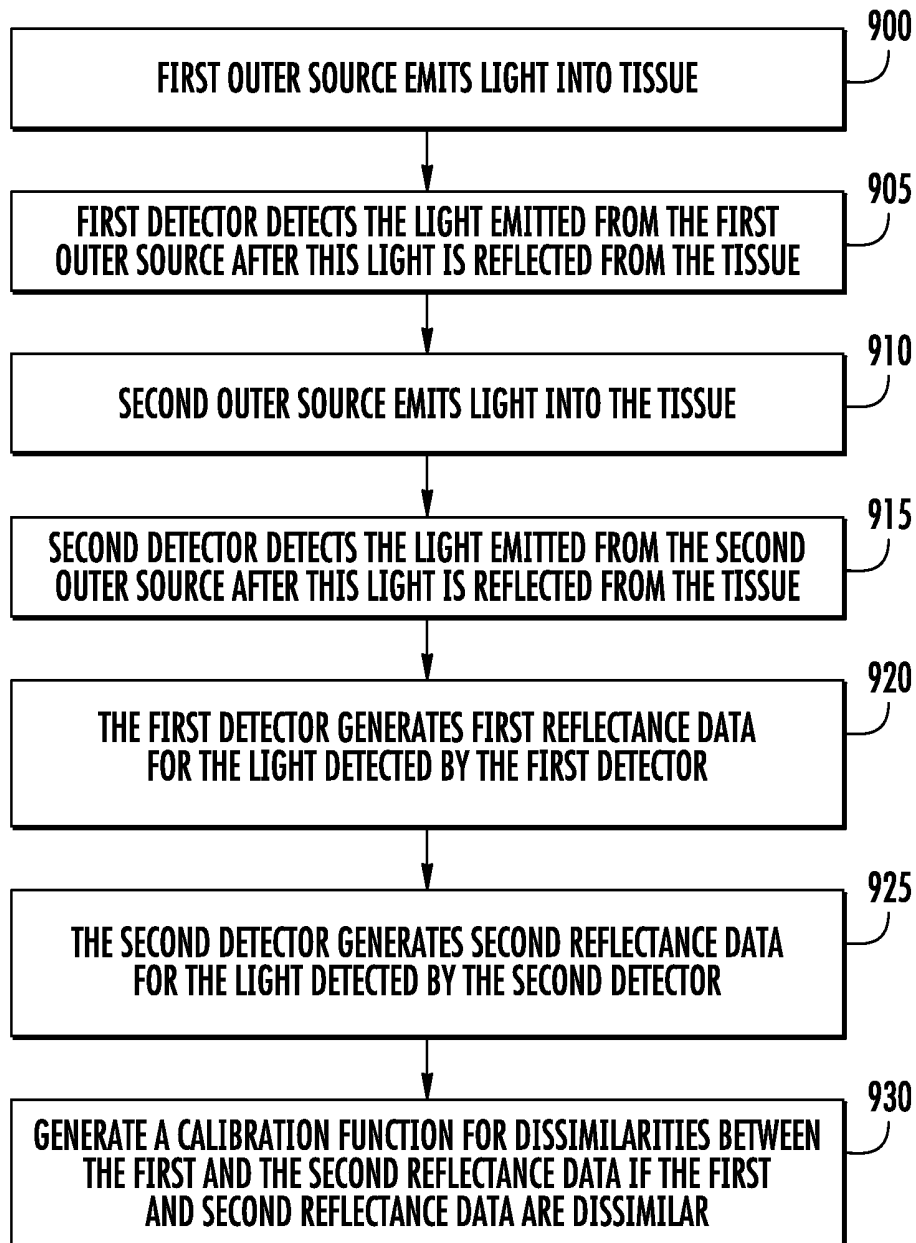 900
FIRST OUTER SOURCE EMITS LIGHT INTO TISSUE
905
FIRST DETECTOR DETECTS THE LIGHT EMITTED FROM THE FIRST
OUTER SOURCE AFTER THIS LIGHT IS REFLECTED FROM THE TISSUE
910
SECOND OUTER SOURCE EMITS LIGHT INTO THE TISSUE
915
SECOND DETECTOR DETECTS THE LIGHT EMITTED FROM THE SECOND
OUTER SOURCE AFTER THIS LIGHT IS REFLECTED FROM THE TISSUE
920
THE FIRST DETECTOR GENERATES FIRST REFLECTANCE DATA
FOR THE LIGHT DETECTED BY THE FIRST DETECTOR
925
THE SECOND DETECTOR GENERATES SECOND REFLECTANCE DATA
FOR THE LIGHT DETECTED BY THE SECOND DETECTOR
930
GENERATE A CALIBRATION FUNCTION FOR DISSIMILARITIES BETWEEN
THE FIRST AND THE SECOND REFLECTANCE DATA IF THE FIRST
AND SECOND REFLECTANCE DATA ARE DISSIMILAR